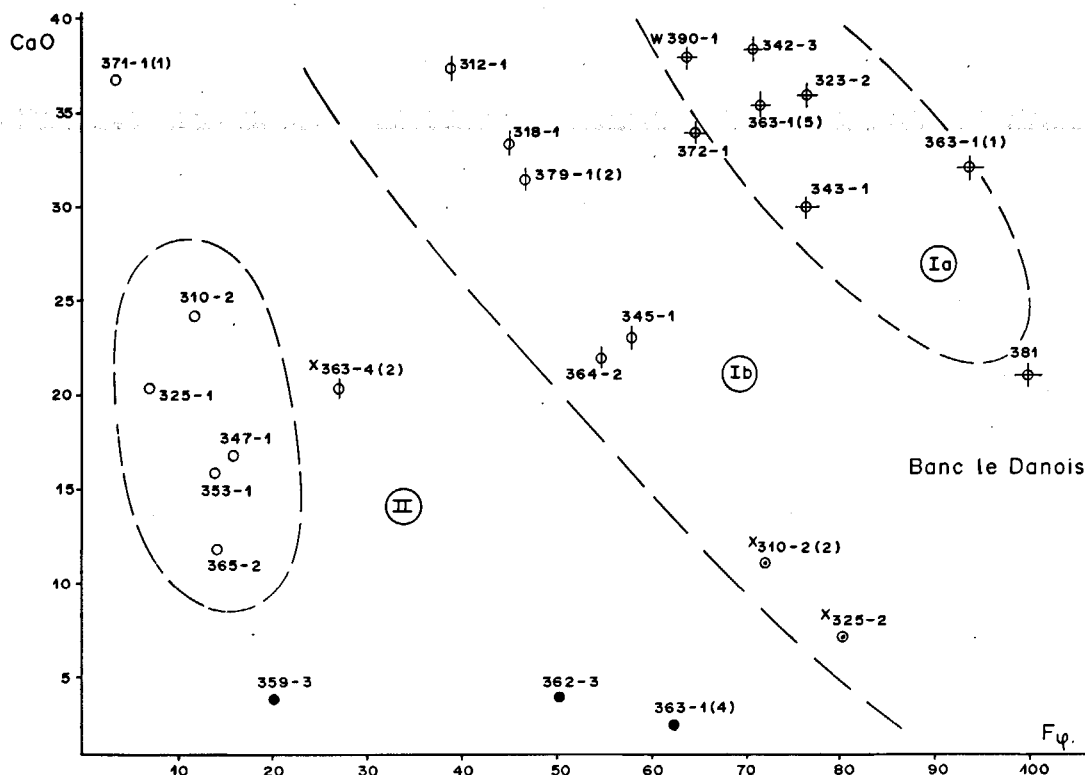 40
CaO
371-1(1)
312-1
W 390-1
342-3
323-2
363-1(5)
35
318-1
372-1
363-1(1)
379-1(2)
343-1
30
Ia
310-2
25
345-1
364-2
Ib
381
X 363-4(2)
325-1
20
347-1
Banc le Danois
353-1
15
II
365-2
X 310-2(2)
10
X 325-2
5
359-3
362-3
363-1(4)
Fφ.
10 20 30 40 50 60 70 80 90 100